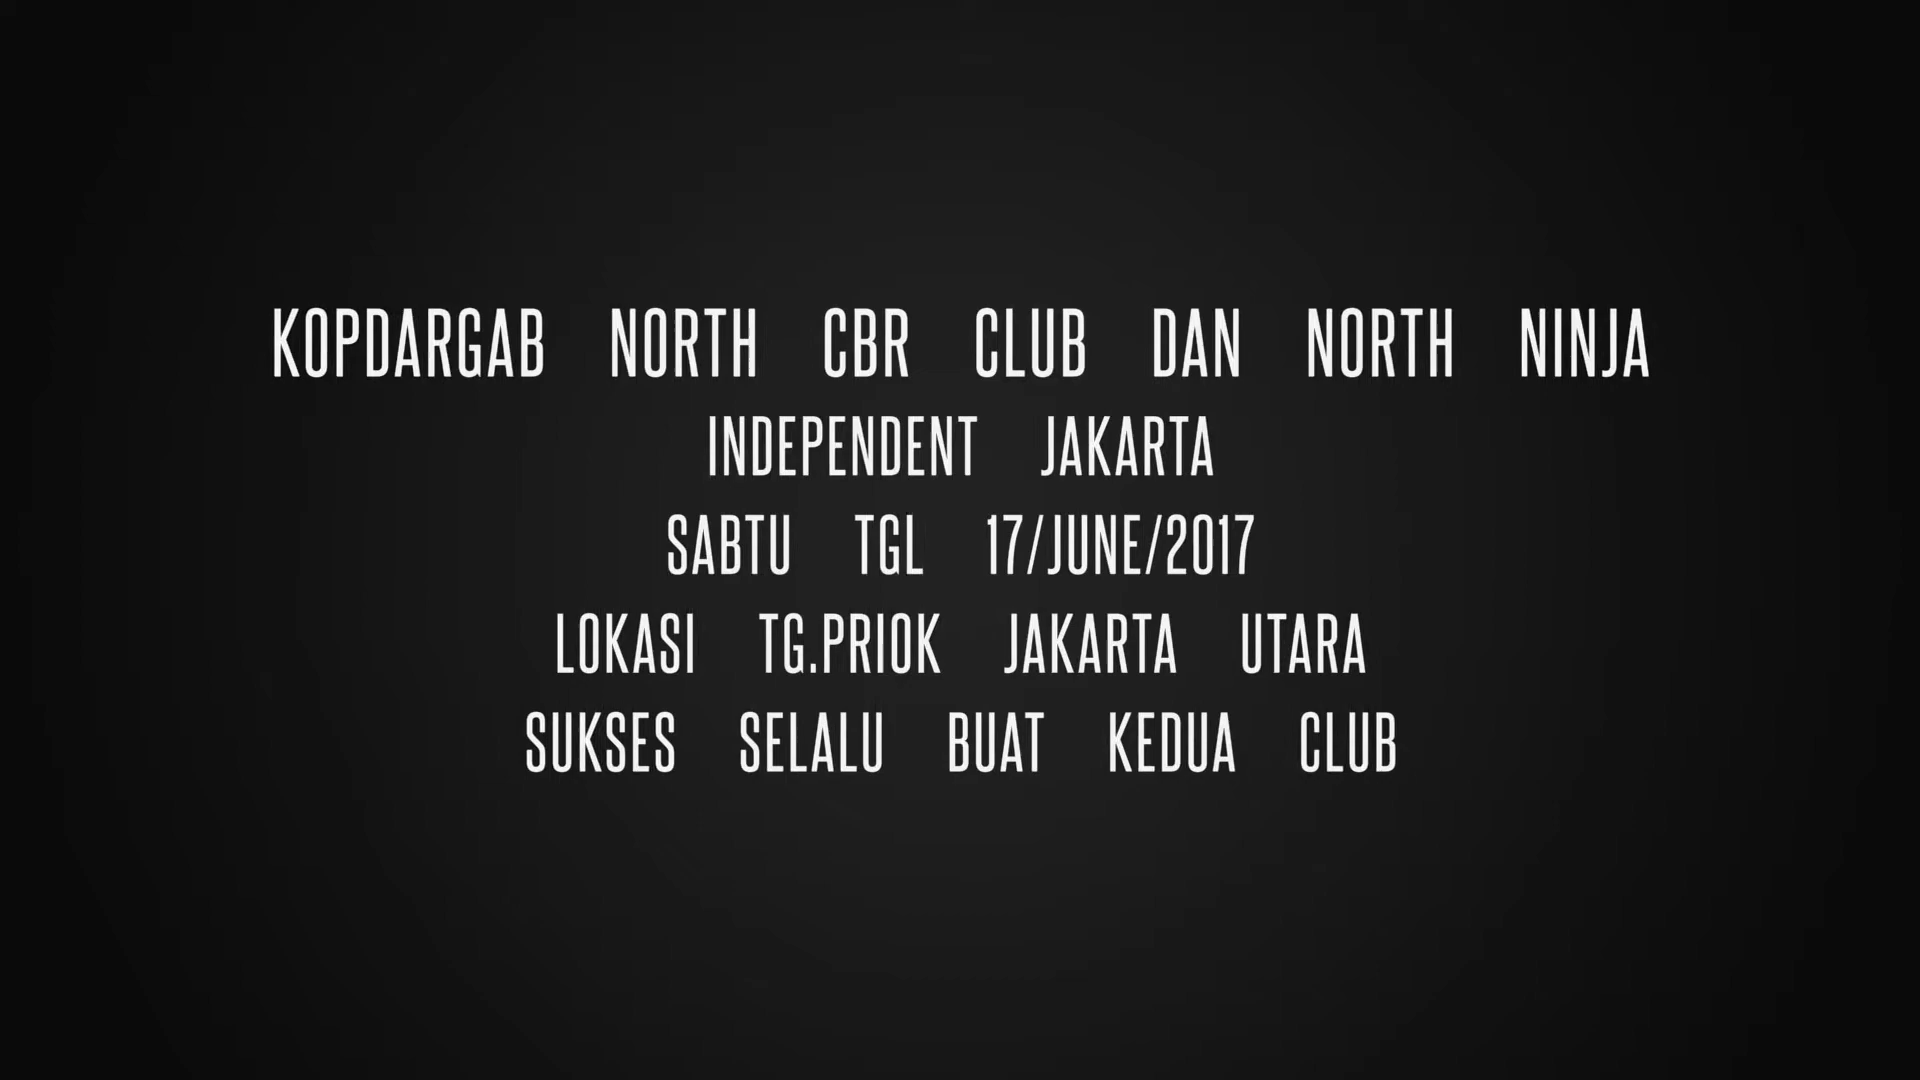 KOPDARGAB NORTH CBR CLUB DAN NORTH NINJA
INDEPENDENT JAKARTA
SABTU TGL 17/JUNE/2017
LOKASI TG.PRIOK JAKARTA UTARA
SUKSES SELALU BUAT KEDUA CLUB